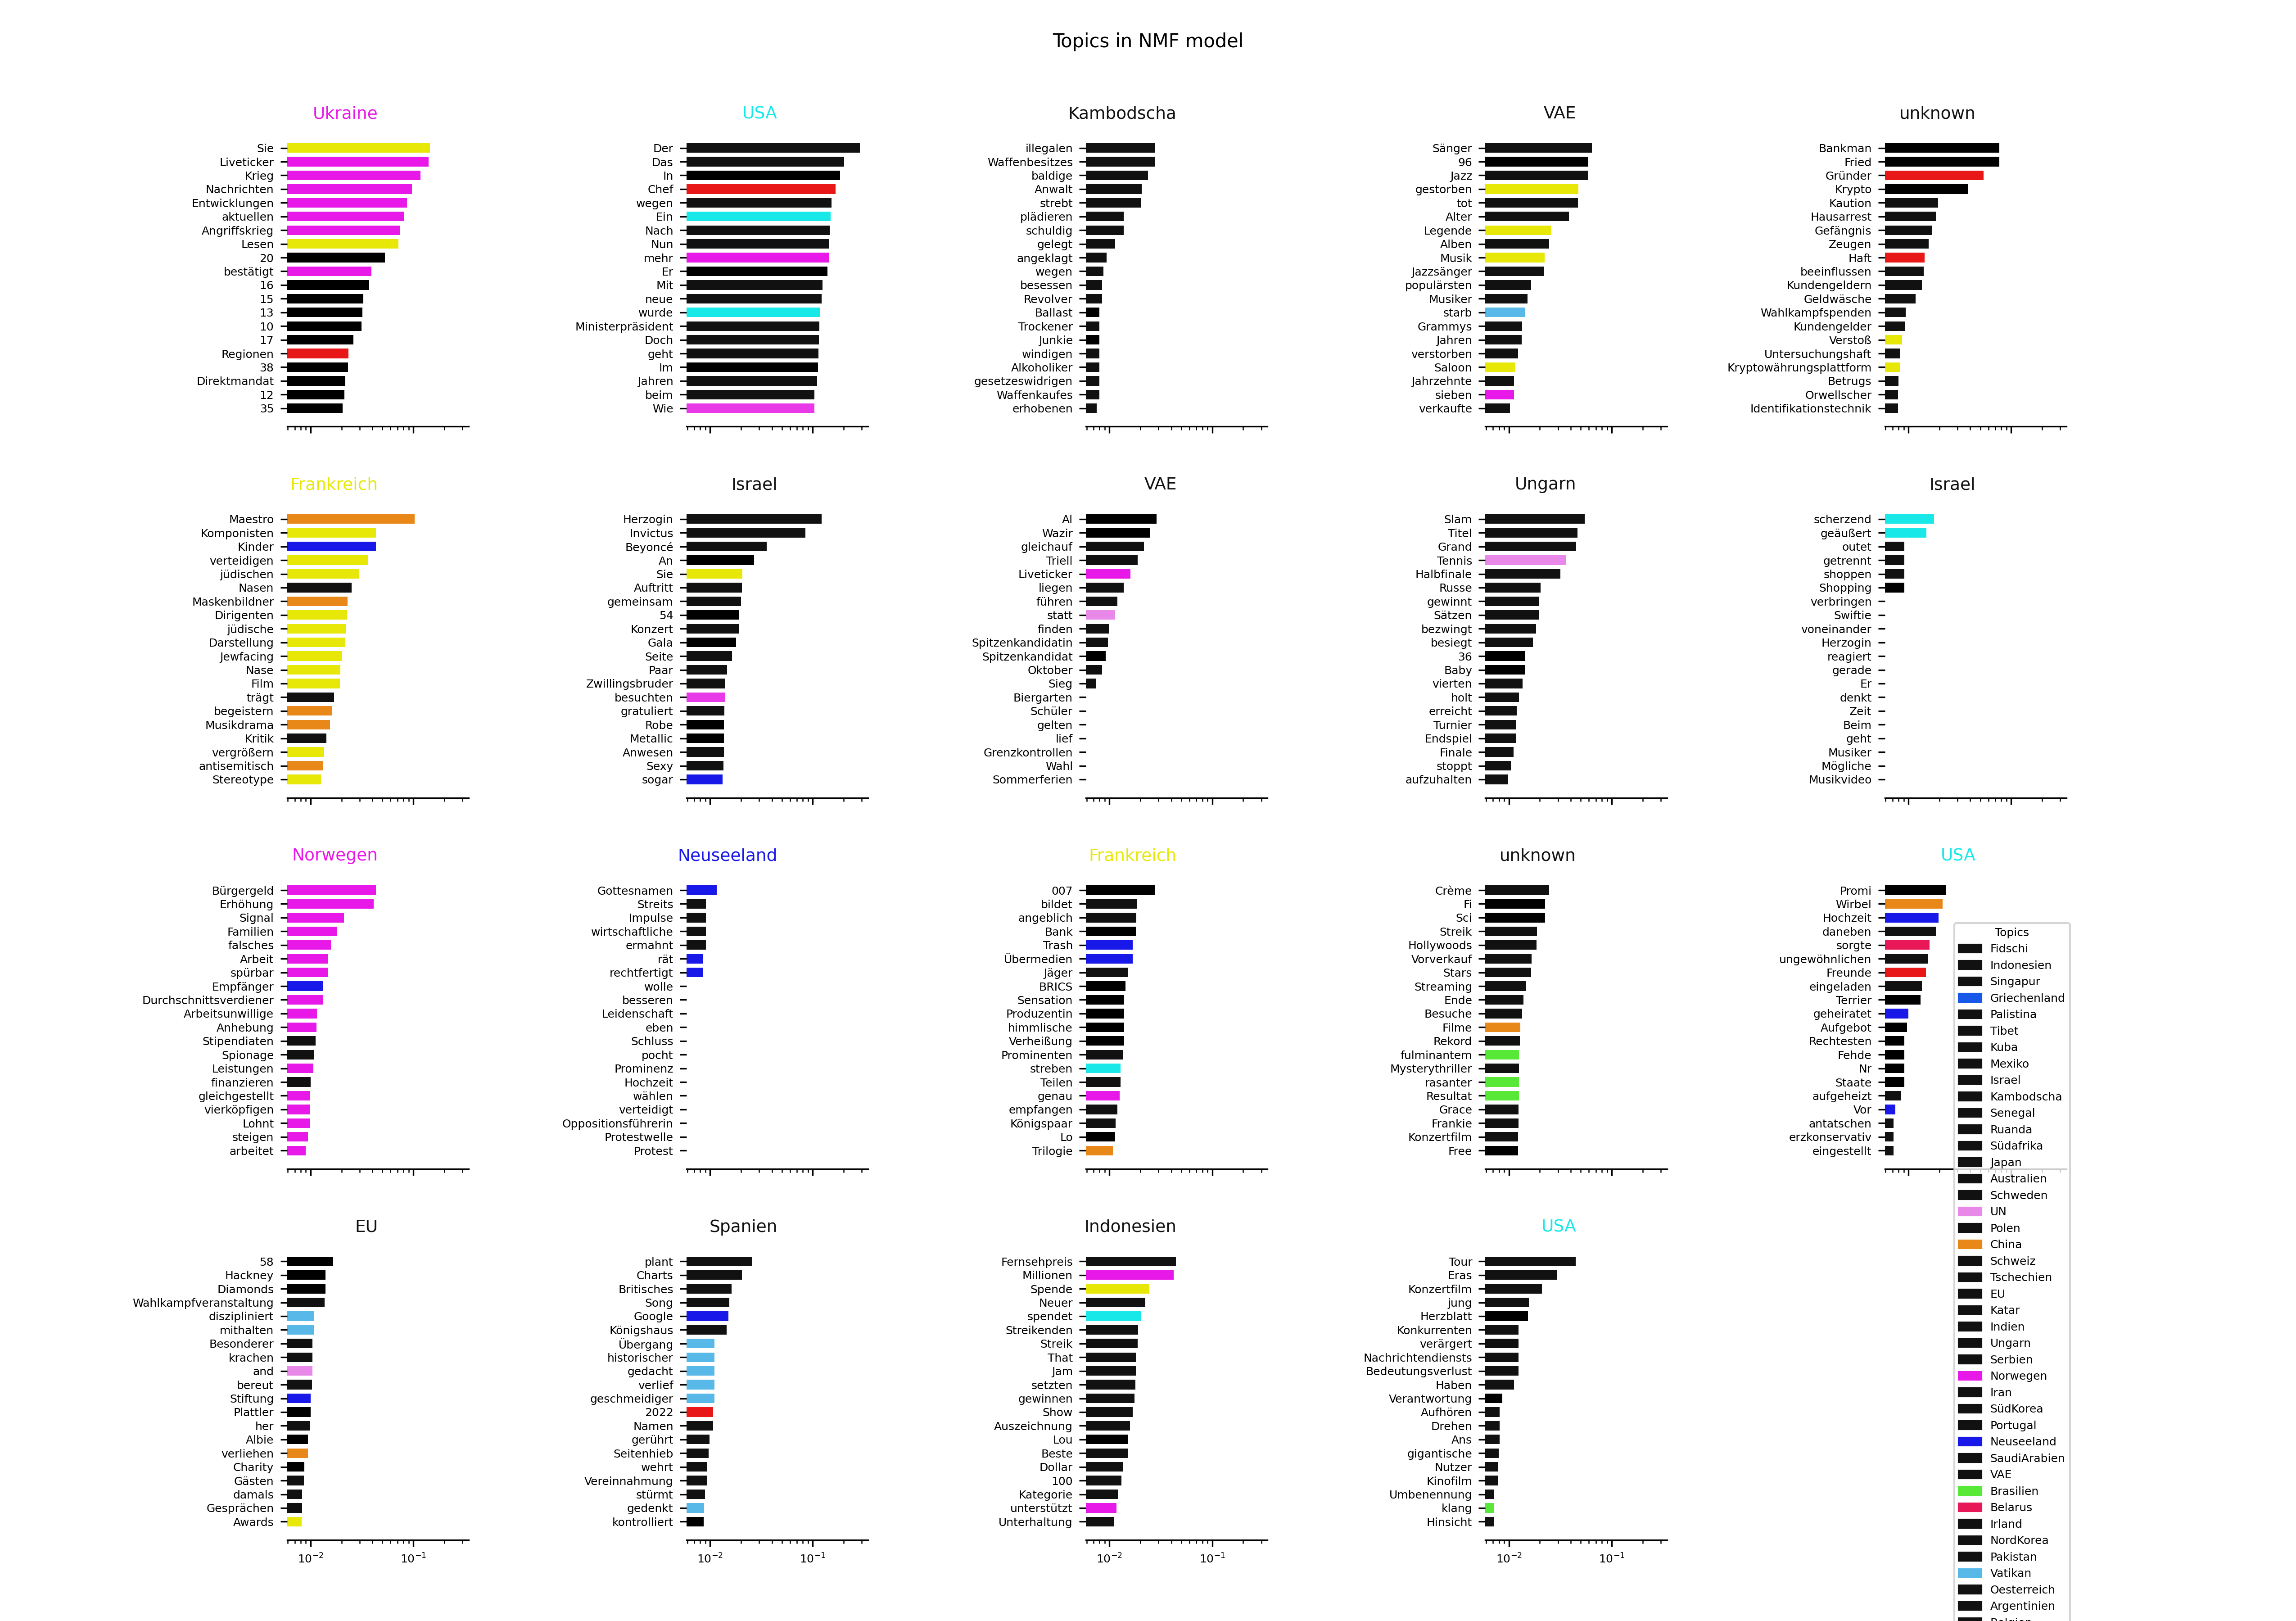 Topics in NMF model
Ukraine
Sie
Liveticker
Krieg
Nachrichten
Entwicklungen
aktuellen
Angriffskrieg
Lesen
20
bestätigt
16
15
13
10
17
Regionen
38
Direktmandat
12
35
USA
Der
Das
In
Chef
wegen
Ein
Nach
Nun
mehr
Er
Mit
neue
wurde
Ministerpräsident
Doch
geht
Im
Jahren
beim
Wie
Kambodscha
illegalen
Waffenbesitzes
baldige
Anwalt
strebt
plädieren
schuldig
gelegt
angeklagt
wegen
besessen
Revolver
Ballast
Trockener
Junkie
windigen
Alkoholiker
gesetzeswidrigen
Waffenkaufes
erhobenen
VAE
Sänger
96
Jazz
gestorben
tot
Alter
Legende
Alben
Musik
Jazzsänger
populärsten
Musiker
starb
Grammys
Jahren
verstorben
Saloon
Jahrzehnte
sieben
verkaufte
unknown
Bankman
Fried
Gründer
Krypto
Kaution
Hausarrest
Gefängnis
Zeugen
Haft
beeinflussen
Kundengeldern
Geldwäsche
Wahlkampfspenden
Kundengelder
Verstoß
Untersuchungshaft
Kryptowährungsplattform
Betrugs
Orwellscher
Identifikationstechnik
Frankreich
Maestro
Komponisten
Kinder
verteidigen
jüdischen
Nasen
Maskenbildner
Dirigenten
jüdische
Darstellung
Jewfacing
Nase
Film
trägt
begeistern
Musikdrama
Kritik
vergrößern
antisemitisch
Stereotype
Israel
Herzogin
Invictus
Beyoncé
An
Sie
Auftritt
gemeinsam
54
Konzert
Gala
Seite
Paar
Zwillingsbruder
besuchten
gratuliert
Robe
Metallic
Anwesen
Sexy
sogar
VAE
Al
Wazir
gleichauf
Triell
Liveticker
liegen
führen
statt
finden
Spitzenkandidatin
Spitzenkandidat
Oktober
Sieg
Biergarten
Schüler
gelten
lief
Grenzkontrollen
Wahl
Sommerferien
Ungarn
Slam
Titel
Grand
Tennis
Halbfinale
Russe
gewinnt
Sätzen
bezwingt
besiegt
36
Baby
vierten
holt
erreicht
Turnier
Endspiel
Finale
stoppt
aufzuhalten
Israel
scherzend
geäußert
outet
getrennt
shoppen
Shopping
verbringen
Swiftie
voneinander
Herzogin
reagiert
gerade
Er
denkt
Zeit
Beim
geht
Musiker
Mögliche
Musikvideo
Norwegen
Bürgergeld
Erhöhung
Signal
Familien
falsches
Arbeit
spürbar
Empfänger
Durchschnittsverdiener
Arbeitsunwillige
Anhebung
Stipendiaten
Spionage
Leistungen
finanzieren
gleichgestellt
vierköpfigen
Lohnt
steigen
arbeitet
Neuseeland
Gottesnamen
Streits
Impulse
wirtschaftliche
ermahnt
rät
rechtfertigt
wolle
besseren
Leidenschaft
eben
Schluss
pocht
Prominenz
Hochzeit
wählen
verteidigt
Oppositionsführerin
Protestwelle
Protest
Frankreich
007
bildet
angeblich
Bank
Trash
Übermedien
Jäger
BRICS
Sensation
Produzentin
himmlische
Verheißung
Prominenten
streben
Teilen
genau
empfangen
Königspaar
Lo
Trilogie
unknown
Crème
Fi
Sci
Streik
Hollywoods
Vorverkauf
Stars
Streaming
Ende
Besuche
Filme
Rekord
fulminantem
Mysterythriller
rasanter
Resultat
Grace
Frankie
Konzertfilm
Free
USA
Promi
Wirbel
Hochzeit
daneben
sorgte
ungewöhnlichen
Freunde
eingeladen
Terrier
geheiratet
Aufgebot
Rechtesten
Fehde
Nr
Staate
aufgeheizt
Vor
antatschen
erzkonservativ
eingestellt
EU
58
Hackney
Diamonds
Wahlkampfveranstaltung
diszipliniert
mithalten
Besonderer
krachen
and
bereut
Stiftung
Plattler
her
Albie
verliehen
Charity
Gästen
damals
Gesprächen
Awards
10⁻² 10⁻¹
Spanien
plant
Charts
Britisches
Song
Google
Königshaus
Übergang
historischer
gedacht
verlief
geschmeidiger
2022
Namen
gerührt
Seitenhieb
wehrt
Vereinnahmung
stürmt
gedenkt
kontrolliert
10⁻² 10⁻¹
Indonesien
Fernsehpreis
Millionen
Spende
Neuer
spendet
Streikenden
Streik
That
Jam
setzten
gewinnen
Show
Auszeichnung
Lou
Beste
Dollar
100
Kategorie
unterstützt
Unterhaltung
10⁻² 10⁻¹
USA
Tour
Eras
Konzertfilm
jung
Herzblatt
Konkurrenten
verärgert
Nachrichtendiensts
Bedeutungsverlust
Haben
Verantwortung
Aufhören
Drehen
Ans
gigantische
Nutzer
Kinofilm
Umbenennung
klang
Hinsicht
10⁻² 10⁻¹
Topics
Fidschi
Indonesien
Singapur
Griechenland
Palistina
Tibet
Kuba
Mexiko
Israel
Kambodscha
Senegal
Ruanda
Südafrika
Japan
Australien
Schweden
UN
Polen
China
Schweiz
Tschechien
EU
Katar
Indien
Ungarn
Serbien
Norwegen
Iran
SüdKorea
Portugal
Neuseeland
SaudiArabien
VAE
Brasilien
Belarus
Irland
NordKorea
Pakistan
Vatikan
Oesterreich
Argentinien